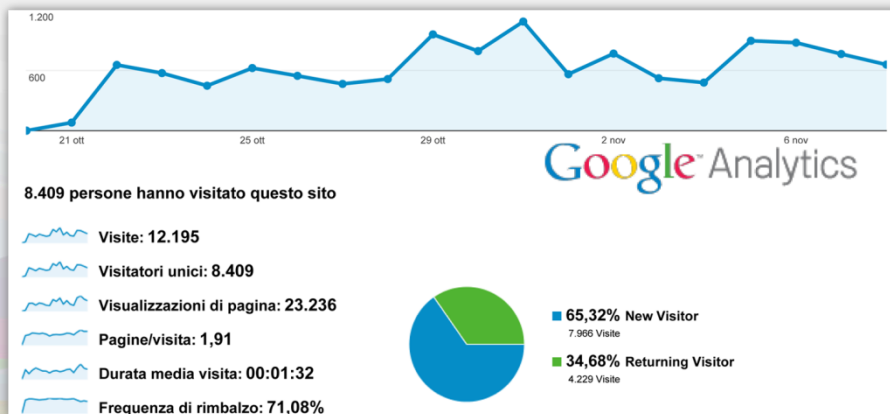 1.200
600
21 ott
25 ott
29 ott
2 nov
6 nov
Google™ Analytics
8.409 persone hanno visitato questo sito
Visite: 12.195
Visitatori unici: 8.409
Visualizzazioni di pagina: 23.236
Pagine/visita: 1,91
Durata media visita: 00:01:32
Frequenza di rimbalzo: 71,08%
65,32% New Visitor
7.966 Visite
34,68% Returning Visitor
4.229 Visite